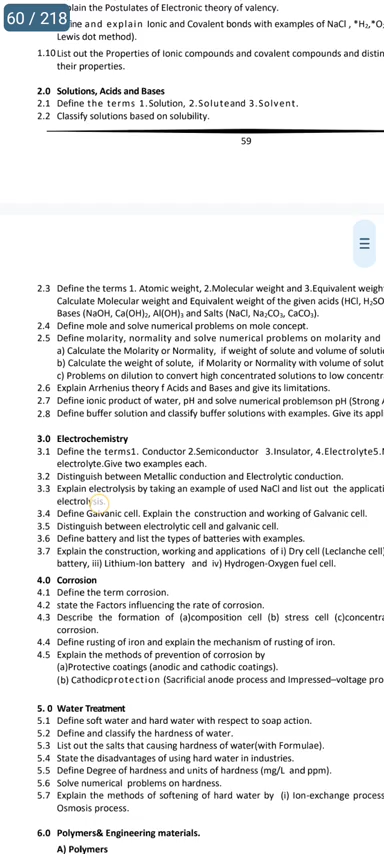 60 / 218
plain the Postulates of Electronic theory of valency.
ine and explain Ionic and Covalent bonds with examples of NaCl , *H₂,*O₂
Lewis dot method).
1.10 List out the Properties of Ionic compounds and covalent compounds and distin
their properties.
2.0 Solutions, Acids and Bases
2.1 Define the terms 1.Solution, 2.Soluteand 3.Solvent.
2.2 Classify solutions based on solubility.
59
2.3 Define the terms 1. Atomic weight, 2.Molecular weight and 3.Equivalent weigh
Calculate Molecular weight and Equivalent weight of the given acids (HCl, H₂SO
Bases (NaOH, Ca(OH)₂, Al(OH)₃ and Salts (NaCl, Na₂CO₃, CaCO₃).
2.4 Define mole and solve numerical problems on mole concept.
2.5 Define molarity, normality and solve numerical problems on molarity and
a) Calculate the Molarity or Normality, if weight of solute and volume of soluti
b) Calculate the weight of solute, if Molarity or Normality with volume of solut
c) Problems on dilution to convert high concentrated solutions to low concentr
2.6 Explain Arrhenius theory f Acids and Bases and give its limitations.
2.7 Define ionic product of water, pH and solve numerical problemson pH (Strong A
2.8 Define buffer solution and classify buffer solutions with examples. Give its appl
3.0 Electrochemistry
3.1 Define the terms1. Conductor 2.Semiconductor 3.Insulator, 4.Electrolyte5.N
electrolyte.Give two examples each.
3.2 Distinguish between Metallic conduction and Electrolytic conduction.
3.3 Explain electrolysis by taking an example of used NaCl and list out the applicati
electrolysis.
3.4 Define Galvanic cell. Explain the construction and working of Galvanic cell.
3.5 Distinguish between electrolytic cell and galvanic cell.
3.6 Define battery and list the types of batteries with examples.
3.7 Explain the construction, working and applications of i) Dry cell (Leclanche cell)
battery, iii) Lithium-Ion battery and iv) Hydrogen-Oxygen fuel cell.
4.0 Corrosion
4.1 Define the term corrosion.
4.2 state the Factors influencing the rate of corrosion.
4.3 Describe the formation of (a)composition cell (b) stress cell (c)concentra
corrosion.
4.4 Define rusting of iron and explain the mechanism of rusting of iron.
4.5 Explain the methods of prevention of corrosion by
(a)Protective coatings (anodic and cathodic coatings).
(b) Cathodicprotection (Sacrificial anode process and Impressed–voltage pro
5. 0 Water Treatment
5.1 Define soft water and hard water with respect to soap action.
5.2 Define and classify the hardness of water.
5.3 List out the salts that causing hardness of water(with Formulae).
5.4 State the disadvantages of using hard water in industries.
5.5 Define Degree of hardness and units of hardness (mg/L and ppm).
5.6 Solve numerical problems on hardness.
5.7 Explain the methods of softening of hard water by (i) Ion-exchange process
Osmosis process.
6.0 Polymers& Engineering materials.
A) Polymers